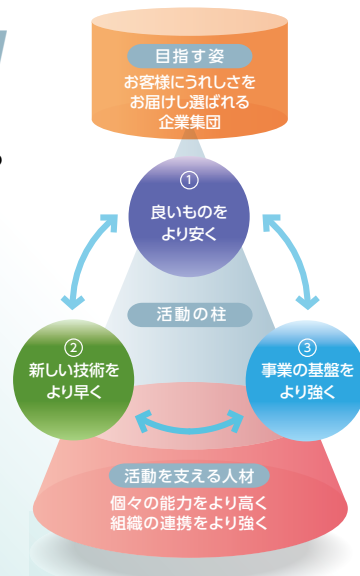 目指す姿
お客様にうれしさを
お届けし選ばれる
企業集団
①
良いものを
より安く
活動の柱
②
新しい技術を
より早く
③
事業の基盤を
より強く
活動を支える人材
個々の能力をより高く
組織の連携をより強く